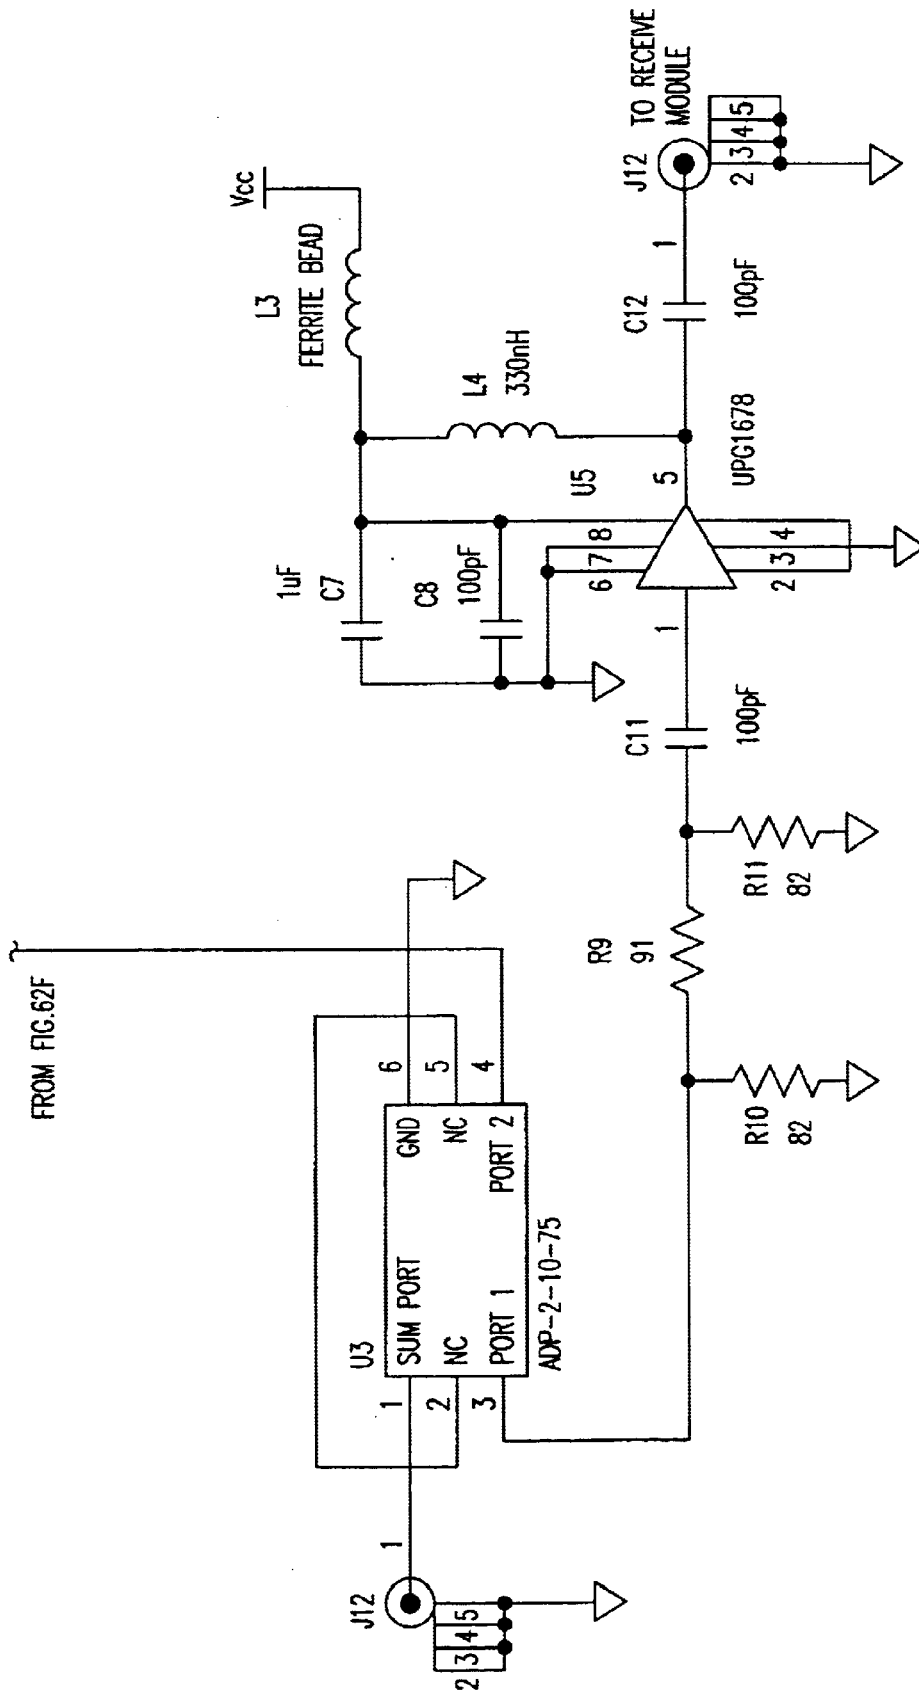 FROM FIG.62F
J12
1
2
3
4
5
U3
1
2
3
SUM PORT
NC
PORT 1
GND
NC
PORT 2
6
5
4
ADP-2-10-75
R10
82
R9
91
R11
82
C11
100pF
1uF
C7
C8
100pF
L3
FERRITE BEAD
Vcc
L4
330nH
U5
1
6
7
8
2
3
4
5
UPG1678
C12
100pF
1
J12
2
3
4
5
TO RECEIVE
MODULE